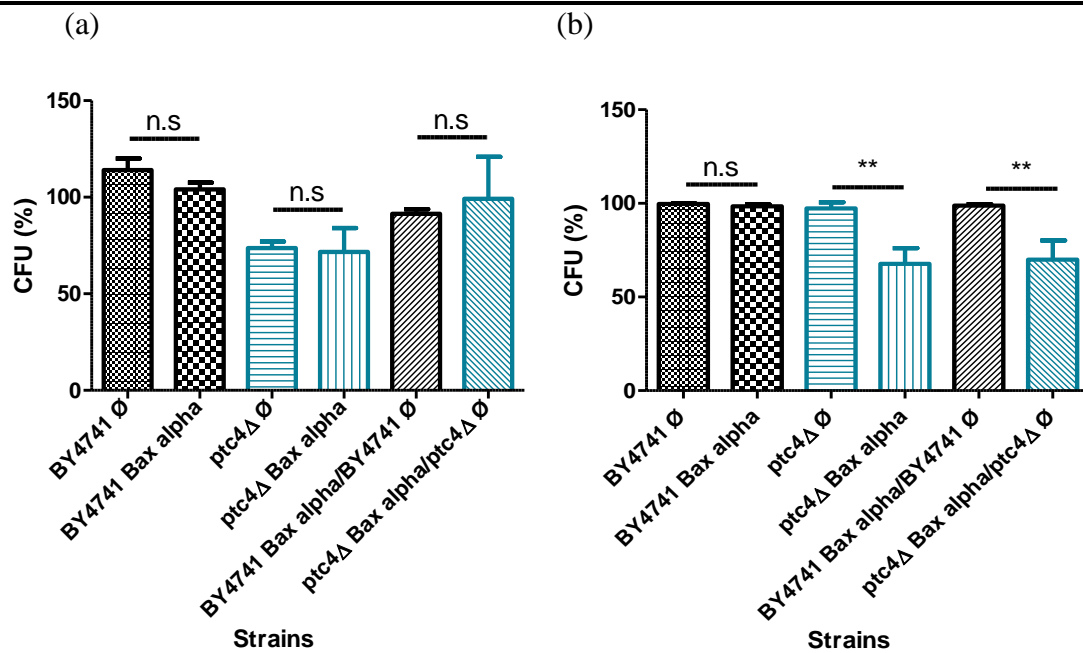 (a)
(b)
CFU (%)
150
100
50
0
n.s
n.s
n.s
BY4741 Ø
BY4741 Bax alpha
ptc4Δ Ø
ptc4Δ Bax alpha
BY4741 Bax alpha/BY4741 Ø
ptc4Δ Bax alpha/ptc4Δ Ø
Strains
CFU (%)
150
100
50
0
n.s
**
**
BY4741 Ø
BY4741 Bax alpha
ptc4Δ Ø
ptc4Δ Bax alpha
BY4741 Bax alpha/BY4741 Ø
ptc4Δ Bax alpha/ptc4Δ Ø
Strains